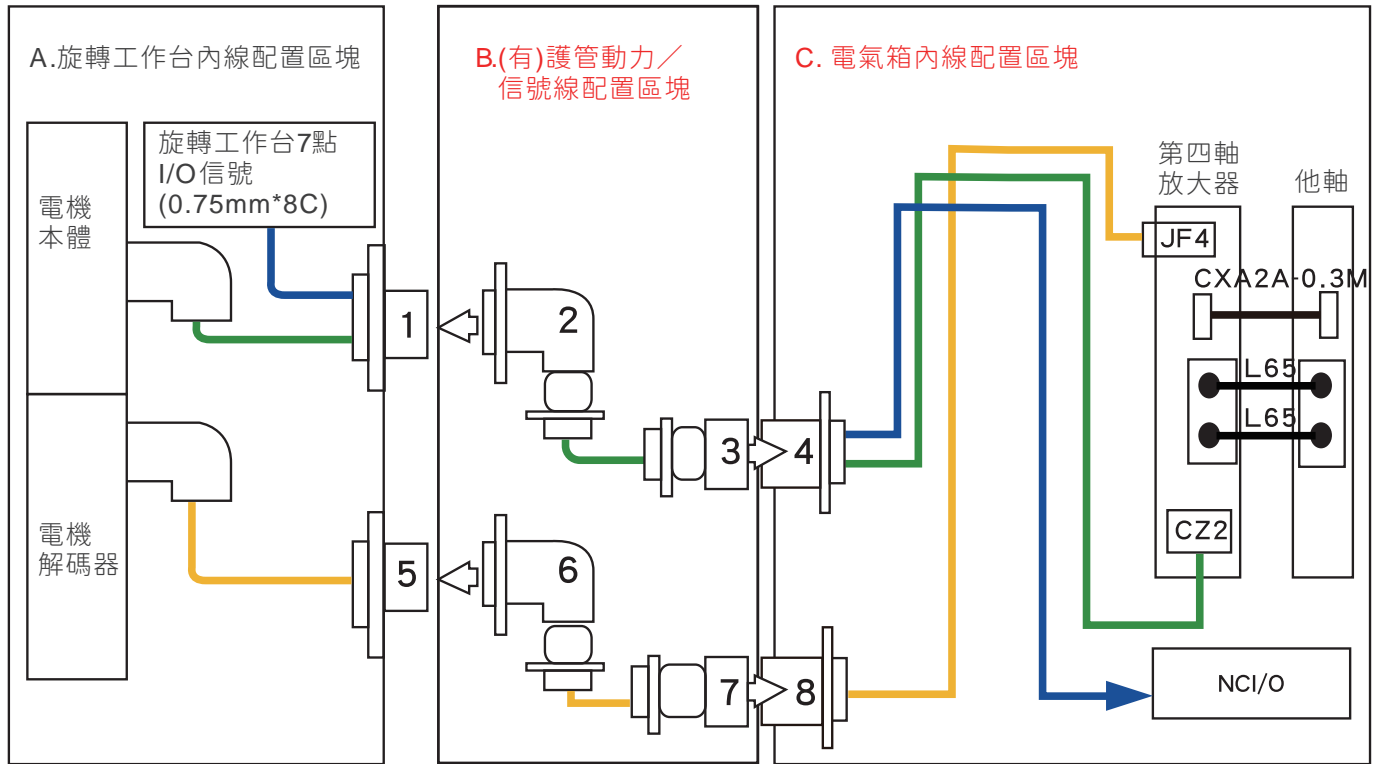 A.旋轉工作台內線配置區塊
電機
本體
旋轉工作台7點
I/O信號
(0.75mm*8C)
1
電機
解碼器
5
B.(有)護管動力／
信號線配置區塊
2
3
6
7
C. 電氣箱內線配置區塊
4
8
第四軸
放大器
他軸
JF4
CXA2A-0.3M
L65
L65
CZ2
NCI/O